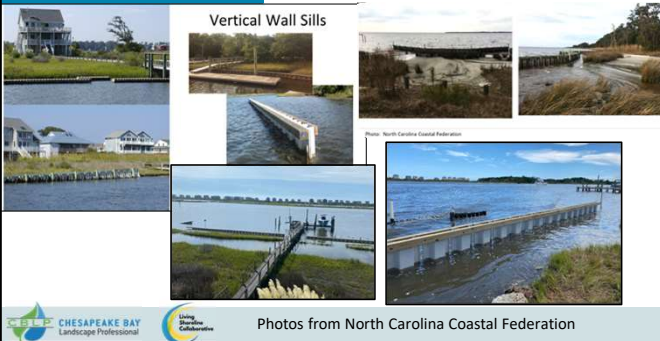 Vertical Wall Sills
Photo: North Carolina Coastal Federation
CBLP
CHESAPEAKE BAY
Landscape Professional
Living
Shoreline
Collaborative
Photos from North Carolina Coastal Federation